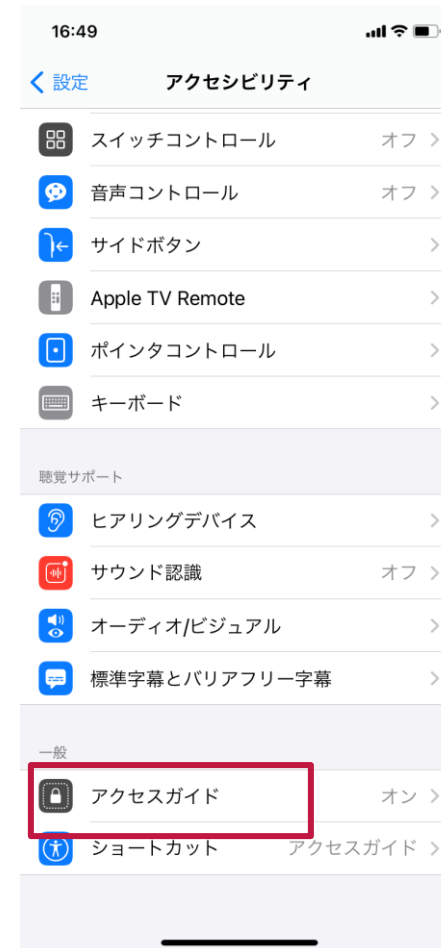 16:49
設定 アクセシビリティ
スイッチコントロール オフ
音声コントロール オフ
サイドボタン
Apple TV Remote
ポインタコントロール
キーボード
聴覚サポート
ヒアリングデバイス
サウンド認識 オフ
オーディオ/ビジュアル
標準字幕とバリアフリー字幕
一般
アクセスガイド オン
ショートカット アクセスガイド